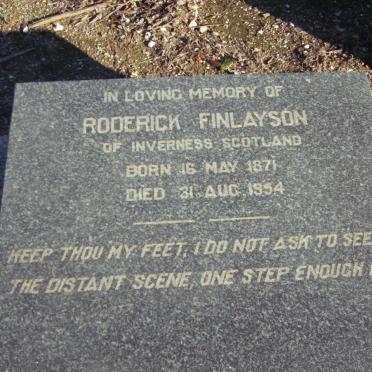 IN LOVING MEMORY OF
RODERICK FINLAYSON
OF INVERNESS SCOTLAND
BORN 16 MAY 1871
DIED 31 AUG. 1954
KEEP THOU MY FEET, I DO NOT ASK TO SEE
THE DISTANT SCENE, ONE STEP ENOUGH